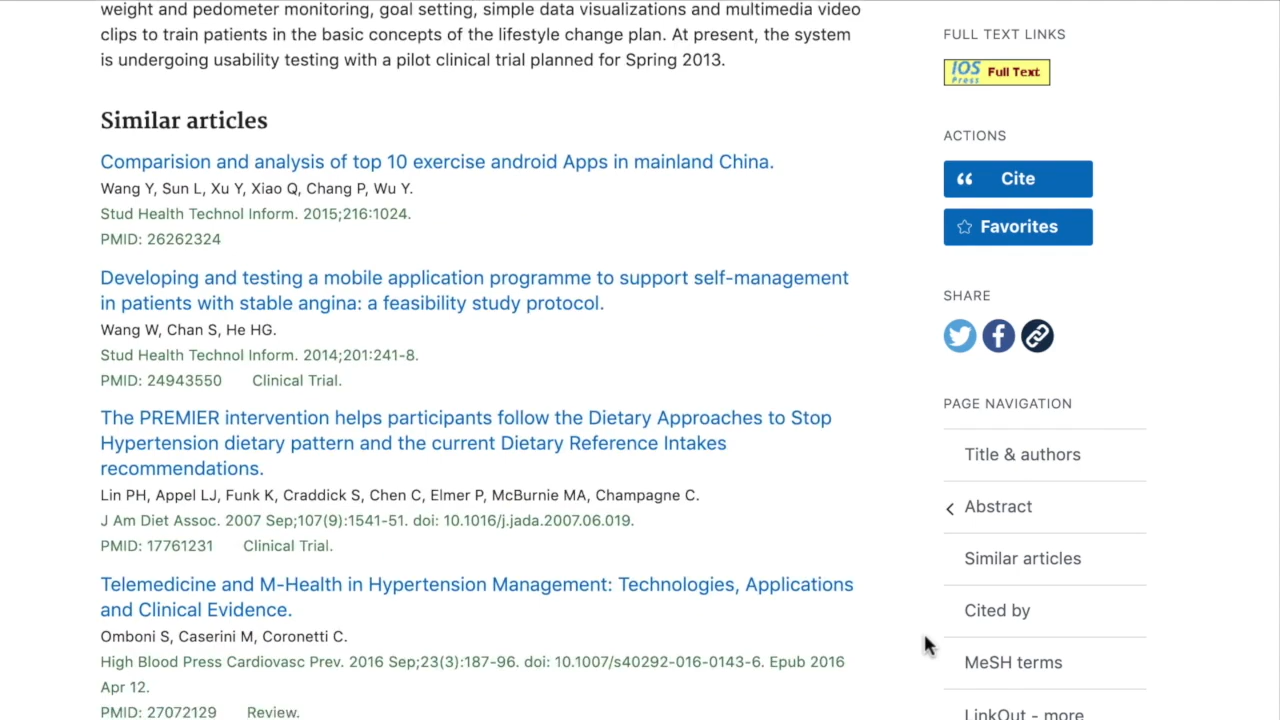 weight and pedometer monitoring, goal setting, simple data visualizations and multimedia video
clips to train patients in the basic concepts of the lifestyle change plan. At present, the system
is undergoing usability testing with a pilot clinical trial planned for Spring 2013.
Similar articles
Comparision and analysis of top 10 exercise android Apps in mainland China.
Wang Y, Sun L, Xu Y, Xiao Q, Chang P, Wu Y.
Stud Health Technol Inform. 2015;216:1024.
PMID: 26262324
Developing and testing a mobile application programme to support self-management
in patients with stable angina: a feasibility study protocol.
Wang W, Chan S, He HG.
Stud Health Technol Inform. 2014;201:241-8.
PMID: 24943550 Clinical Trial.
The PREMIER intervention helps participants follow the Dietary Approaches to Stop
Hypertension dietary pattern and the current Dietary Reference Intakes
recommendations.
Lin PH, Appel LJ, Funk K, Craddick S, Chen C, Elmer P, McBurnie MA, Champagne C.
J Am Diet Assoc. 2007 Sep;107(9):1541-51. doi: 10.1016/j.jada.2007.06.019.
PMID: 17761231 Clinical Trial.
Telemedicine and M-Health in Hypertension Management: Technologies, Applications
and Clinical Evidence.
Omboni S, Caserini M, Coronetti C.
High Blood Press Cardiovasc Prev. 2016 Sep;23(3):187-96. doi: 10.1007/s40292-016-0143-6. Epub 2016
Apr 12.
PMID: 27072129 Review.
FULL TEXT LINKS
IOS Press Full Text
ACTIONS
Cite
Favorites
SHARE
PAGE NAVIGATION
Title & authors
Abstract
Similar articles
Cited by
MeSH terms
LinkOut - more